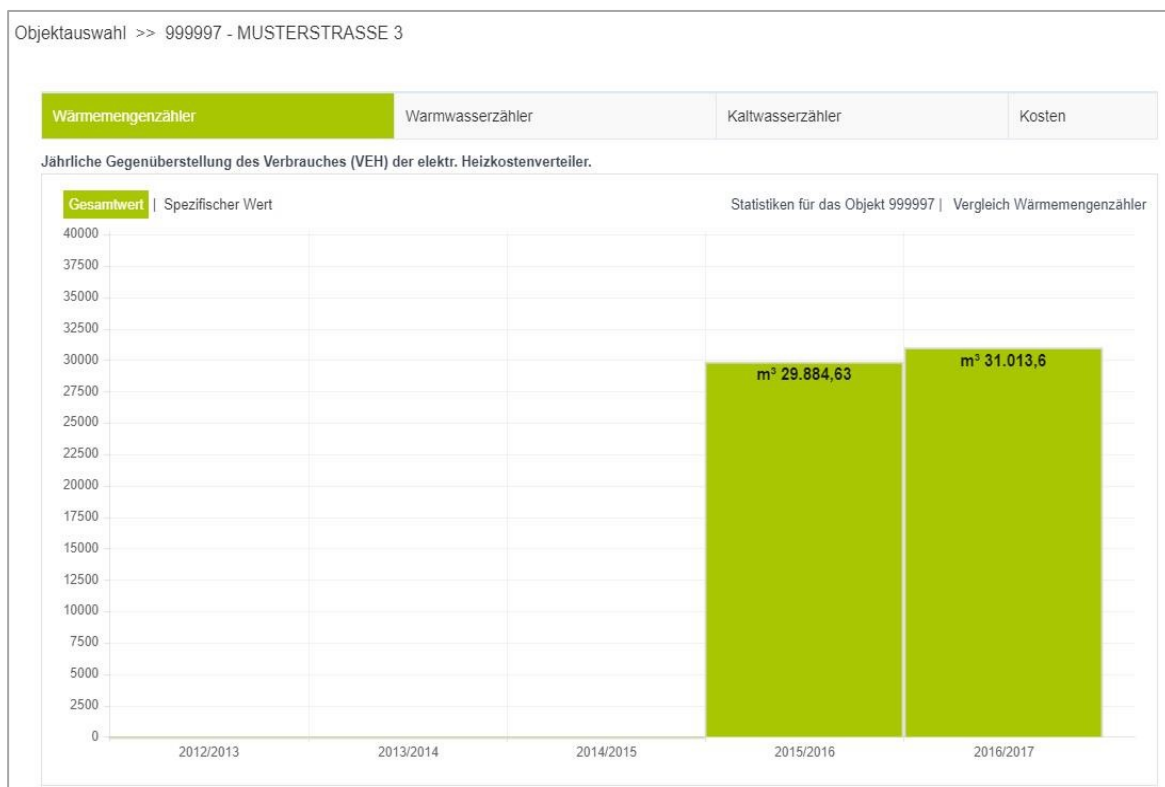 Objektauswahl >> 999997 - MUSTERSTRASSE 3
Wärmemengenzähler Warmwasserzähler Kaltwasserzähler Kosten
Jährliche Gegenüberstellung des Verbrauches (VEH) der elektr. Heizkostenverteiler.
Gesamtwert | Spezifischer Wert Statistiken für das Objekt 999997 | Vergleich Wärmemengenzähler
40000
37500
35000
32500
30000
27500
25000
22500
20000
17500
15000
12500
10000
7500
5000
2500
0
m³ 29.884,63
m³ 31.013,6
2012/2013 2013/2014 2014/2015 2015/2016 2016/2017